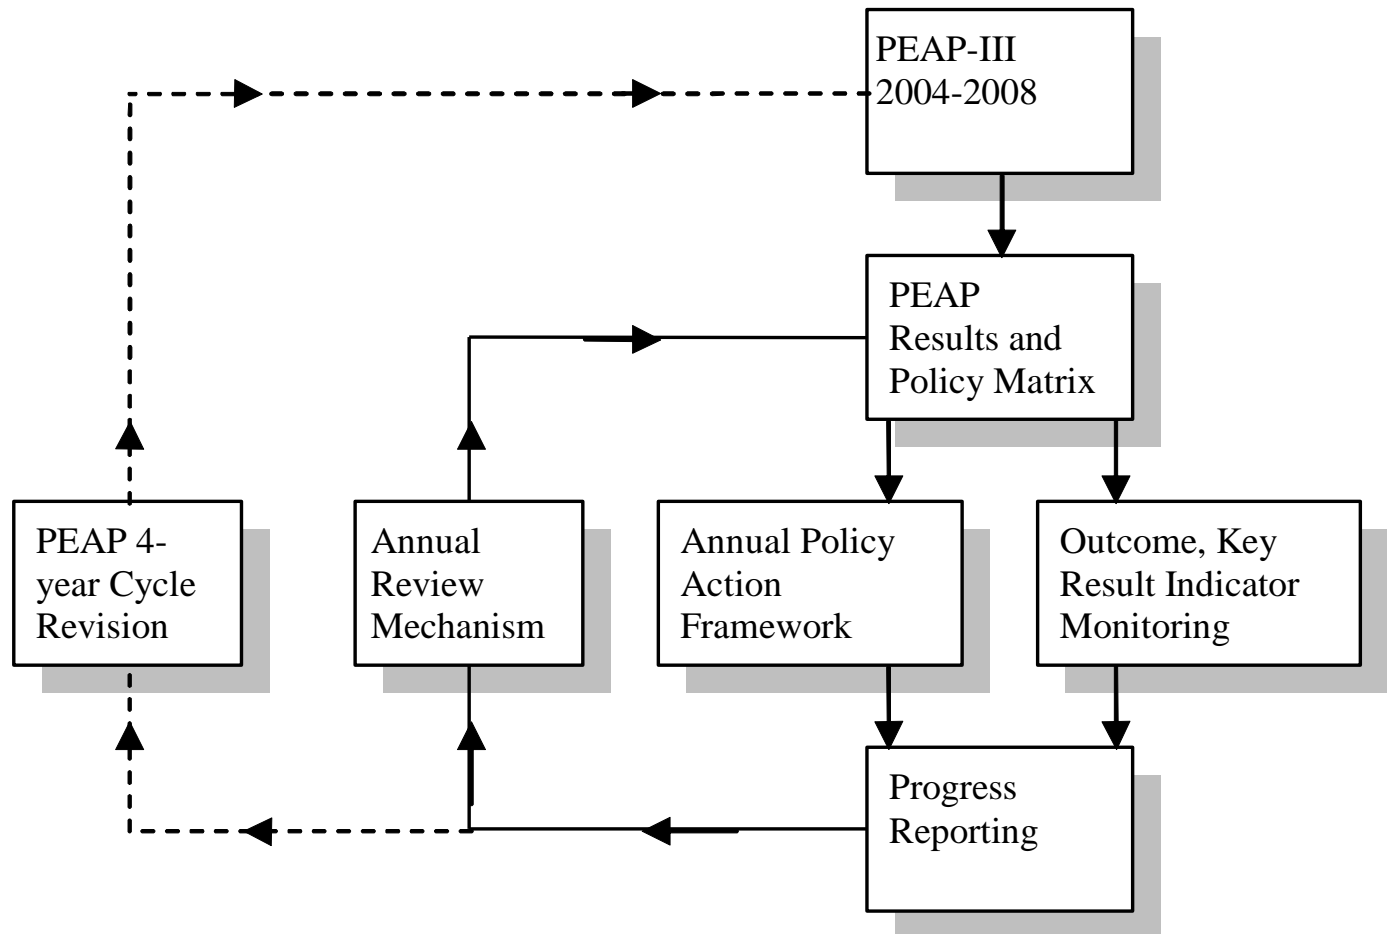 PEAP-III
2004-2008
PEAP
Results and
Policy Matrix
PEAP 4-
year Cycle
Revision
Annual
Review
Mechanism
Annual Policy
Action
Framework
Outcome, Key
Result Indicator
Monitoring
Progress
Reporting